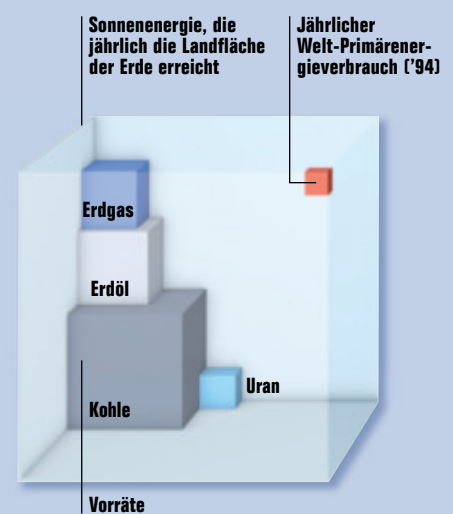 Sonnenenergie, die
jährlich die Landfläche
der Erde erreicht
Jährlicher
Welt-Primärener-
gieverbrauch ('94)
Erdgas
Erdöl
Kohle
Uran
Vorräte